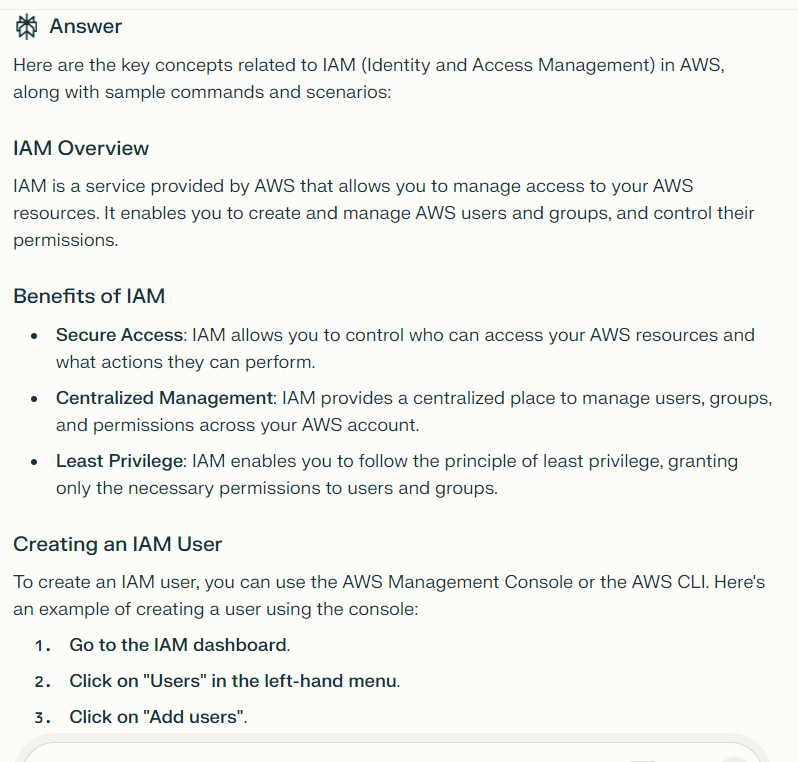 Answer
Here are the key concepts related to IAM (Identity and Access Management) in AWS,
along with sample commands and scenarios:
IAM Overview
IAM is a service provided by AWS that allows you to manage access to your AWS
resources. It enables you to create and manage AWS users and groups, and control their
permissions.
Benefits of IAM
• Secure Access: IAM allows you to control who can access your AWS resources and
what actions they can perform.
• Centralized Management: IAM provides a centralized place to manage users, groups,
and permissions across your AWS account.
• Least Privilege: IAM enables you to follow the principle of least privilege, granting
only the necessary permissions to users and groups.
Creating an IAM User
To create an IAM user, you can use the AWS Management Console or the AWS CLI. Here's
an example of creating a user using the console:
1. Go to the IAM dashboard.
2. Click on "Users" in the left-hand menu.
3. Click on "Add users".